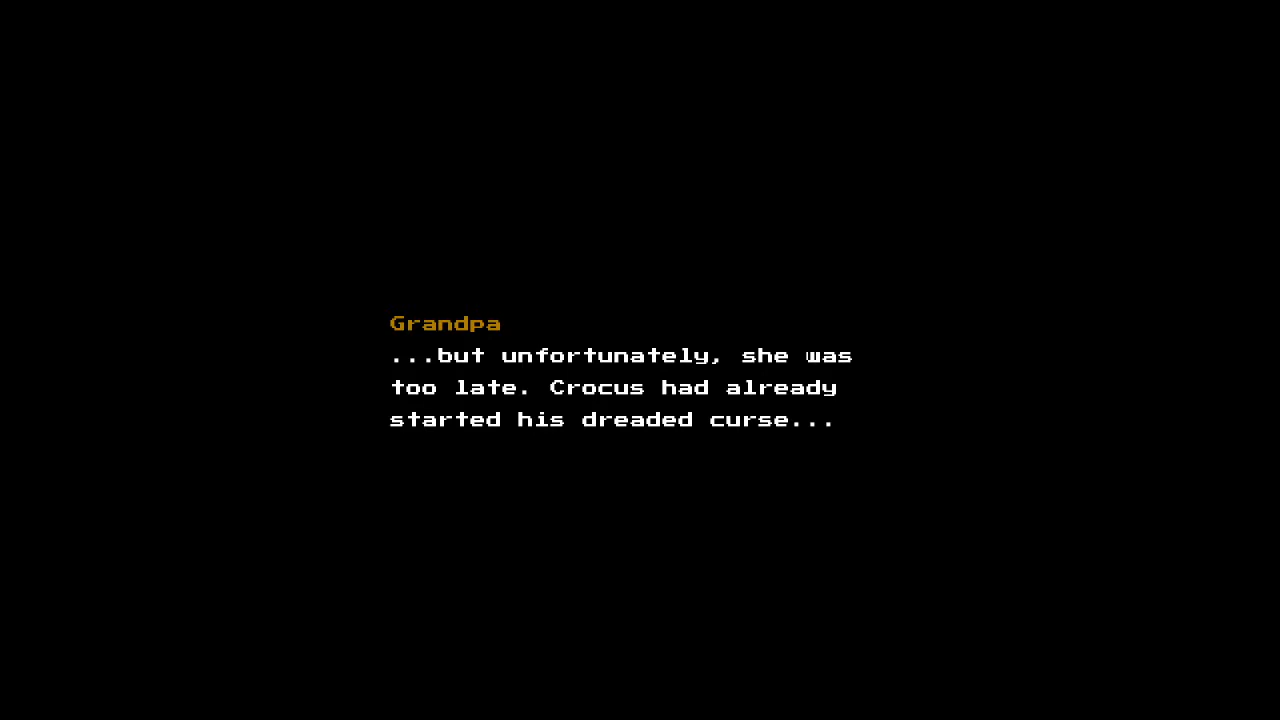 Grandpa
...but unfortunately, she was
too late. Crocus had already
started his dreaded curse...